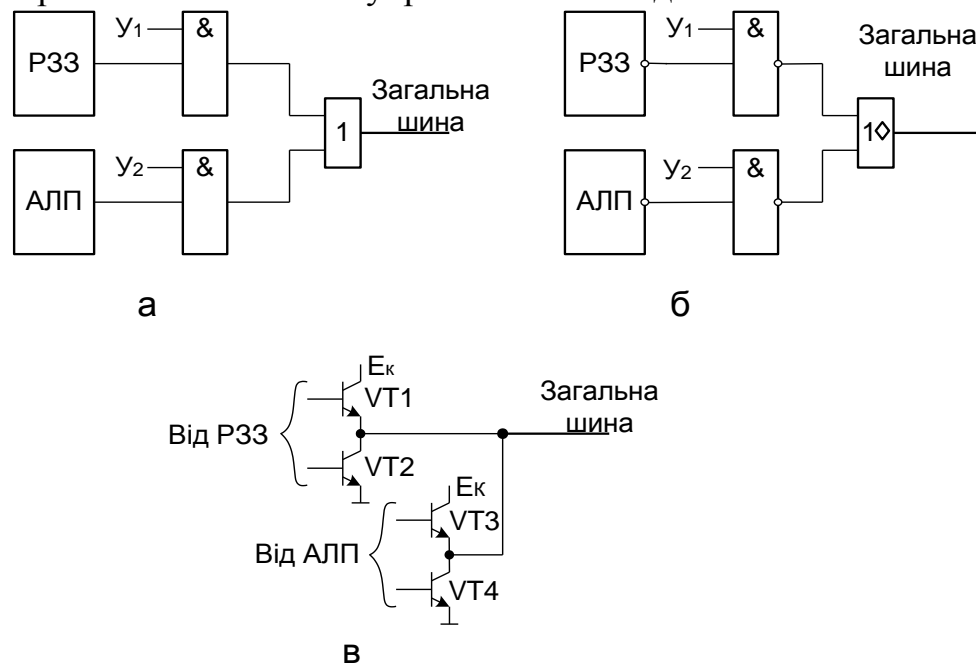 У1
&
РЗЗ
У2
&
АЛП
1
Загальна
шина
а
У1
&
РЗЗ
У2
&
АЛП
1◊
Загальна
шина
б
Ек
VT1
Від РЗЗ
VT2
Ек
VT3
Від АЛП
VT4
Загальна
шина
в